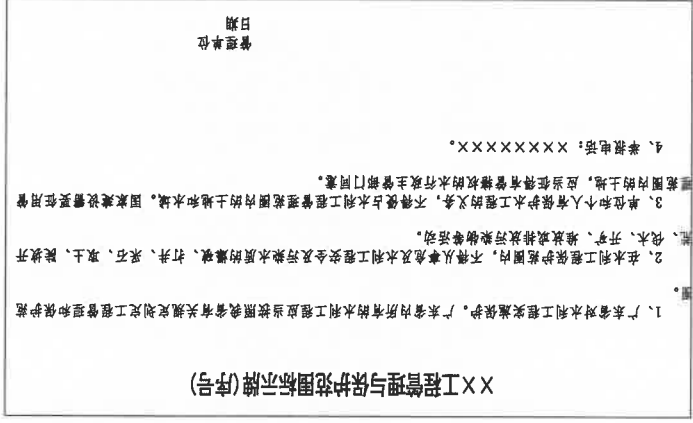 ××工程管理与保护范围标示牌(序号)
1、广东省对水利工程实施保护。广东省内所有的水利工程应当按照我省有关规定划定工程管理和保护范
围。
2、在水利工程保护范围内，不得从事危及水利工程安全及污染水质的爆破、打井、采石、取土、陡坡开
荒、伐木、开矿、堆放或排放污染物等活动。
3、单位和个人有保护水工程的义务，不得侵占水利工程管理范围内的土地和水域。国家建设需要征用管
理范围内的土地，应当征得有管辖权的水行政主管部门同意。
4、举报电话：×××××××××。
管理单位
日期